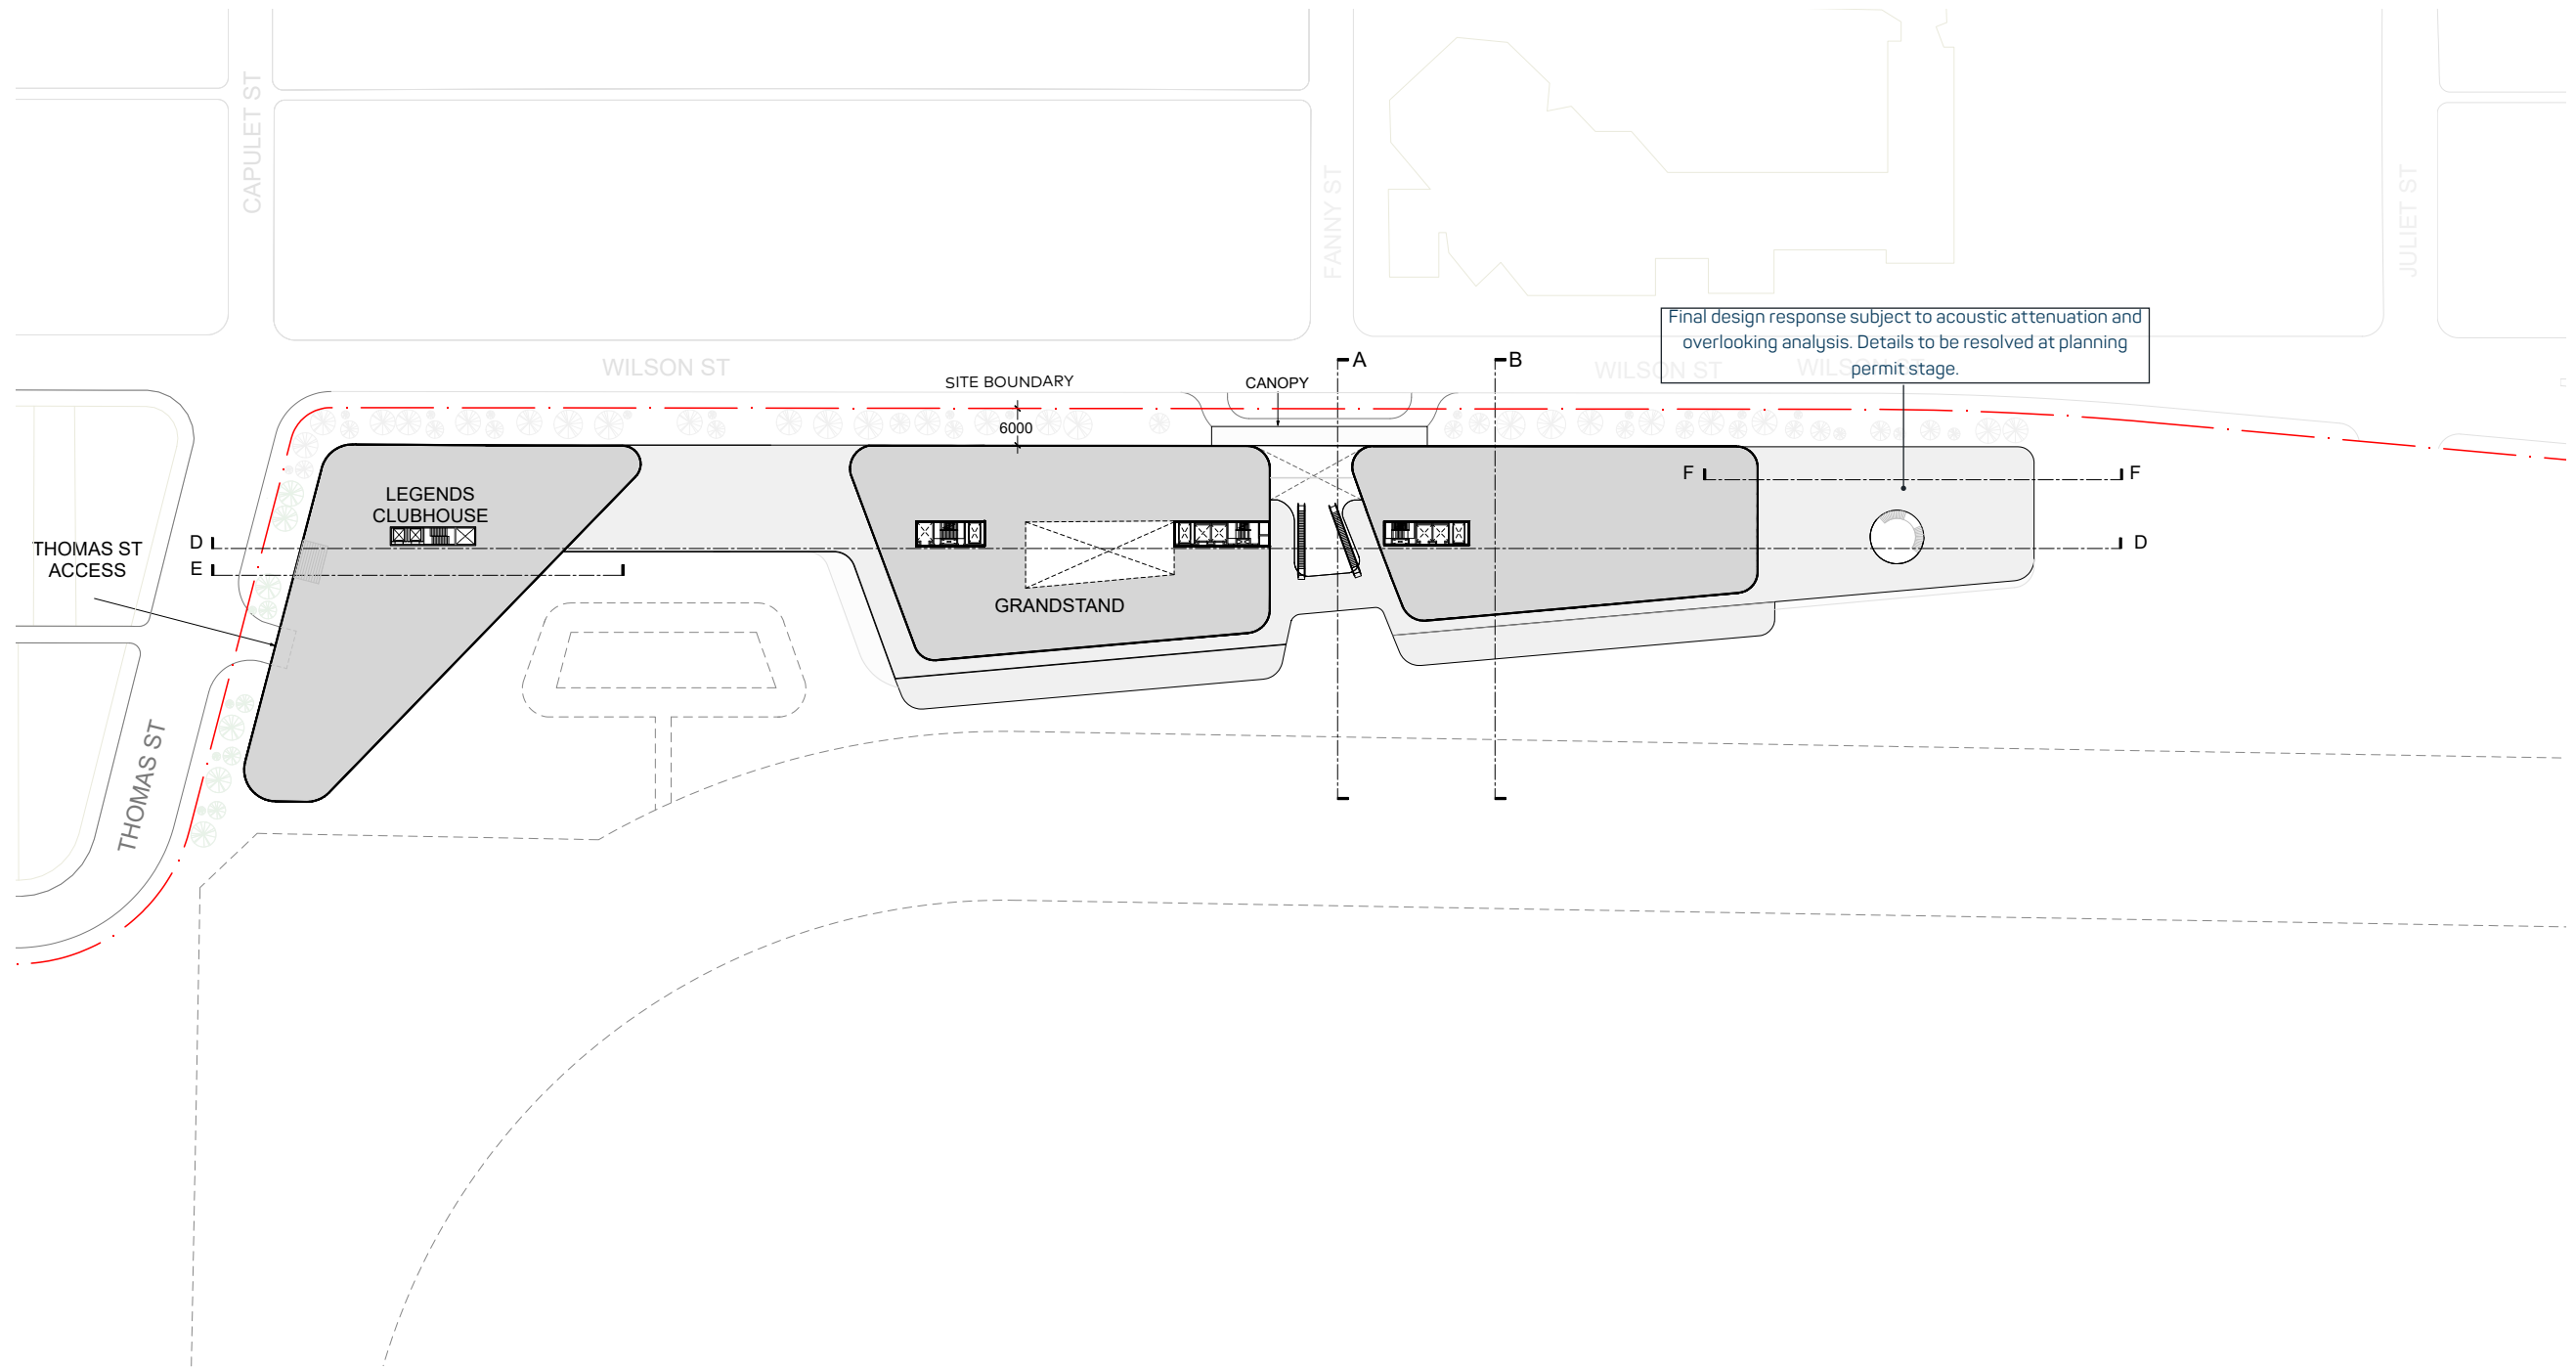 CAPULET ST
FANNY ST
JULIET ST
Final design response subject to acoustic attenuation and
overlooking analysis. Details to be resolved at planning
permit stage.
WILSON ST
WILSON ST
WILSON ST
A
B
SITE BOUNDARY
CANOPY
6000
F
F
LEGENDS
CLUBHOUSE
THOMAS ST
ACCESS
D
D
E
GRANDSTAND
THOMAS ST